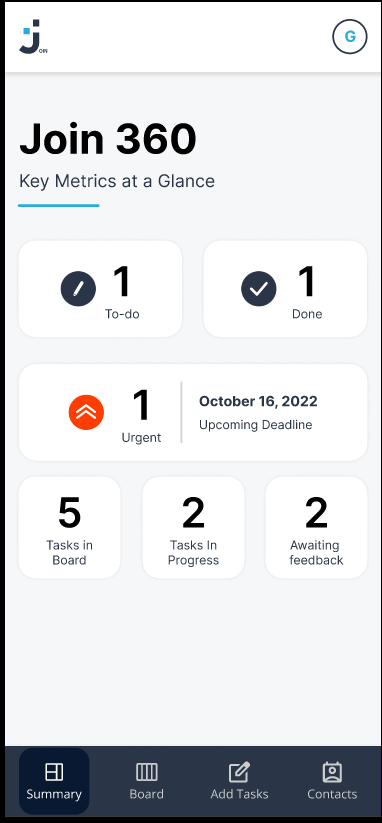 JOIN
G
Join 360
Key Metrics at a Glance
1
To-do
1
Done
1
Urgent
October 16, 2022
Upcoming Deadline
5
Tasks in
Board
2
Tasks In
Progress
2
Awaiting
feedback
Summary
Board
Add Tasks
Contacts